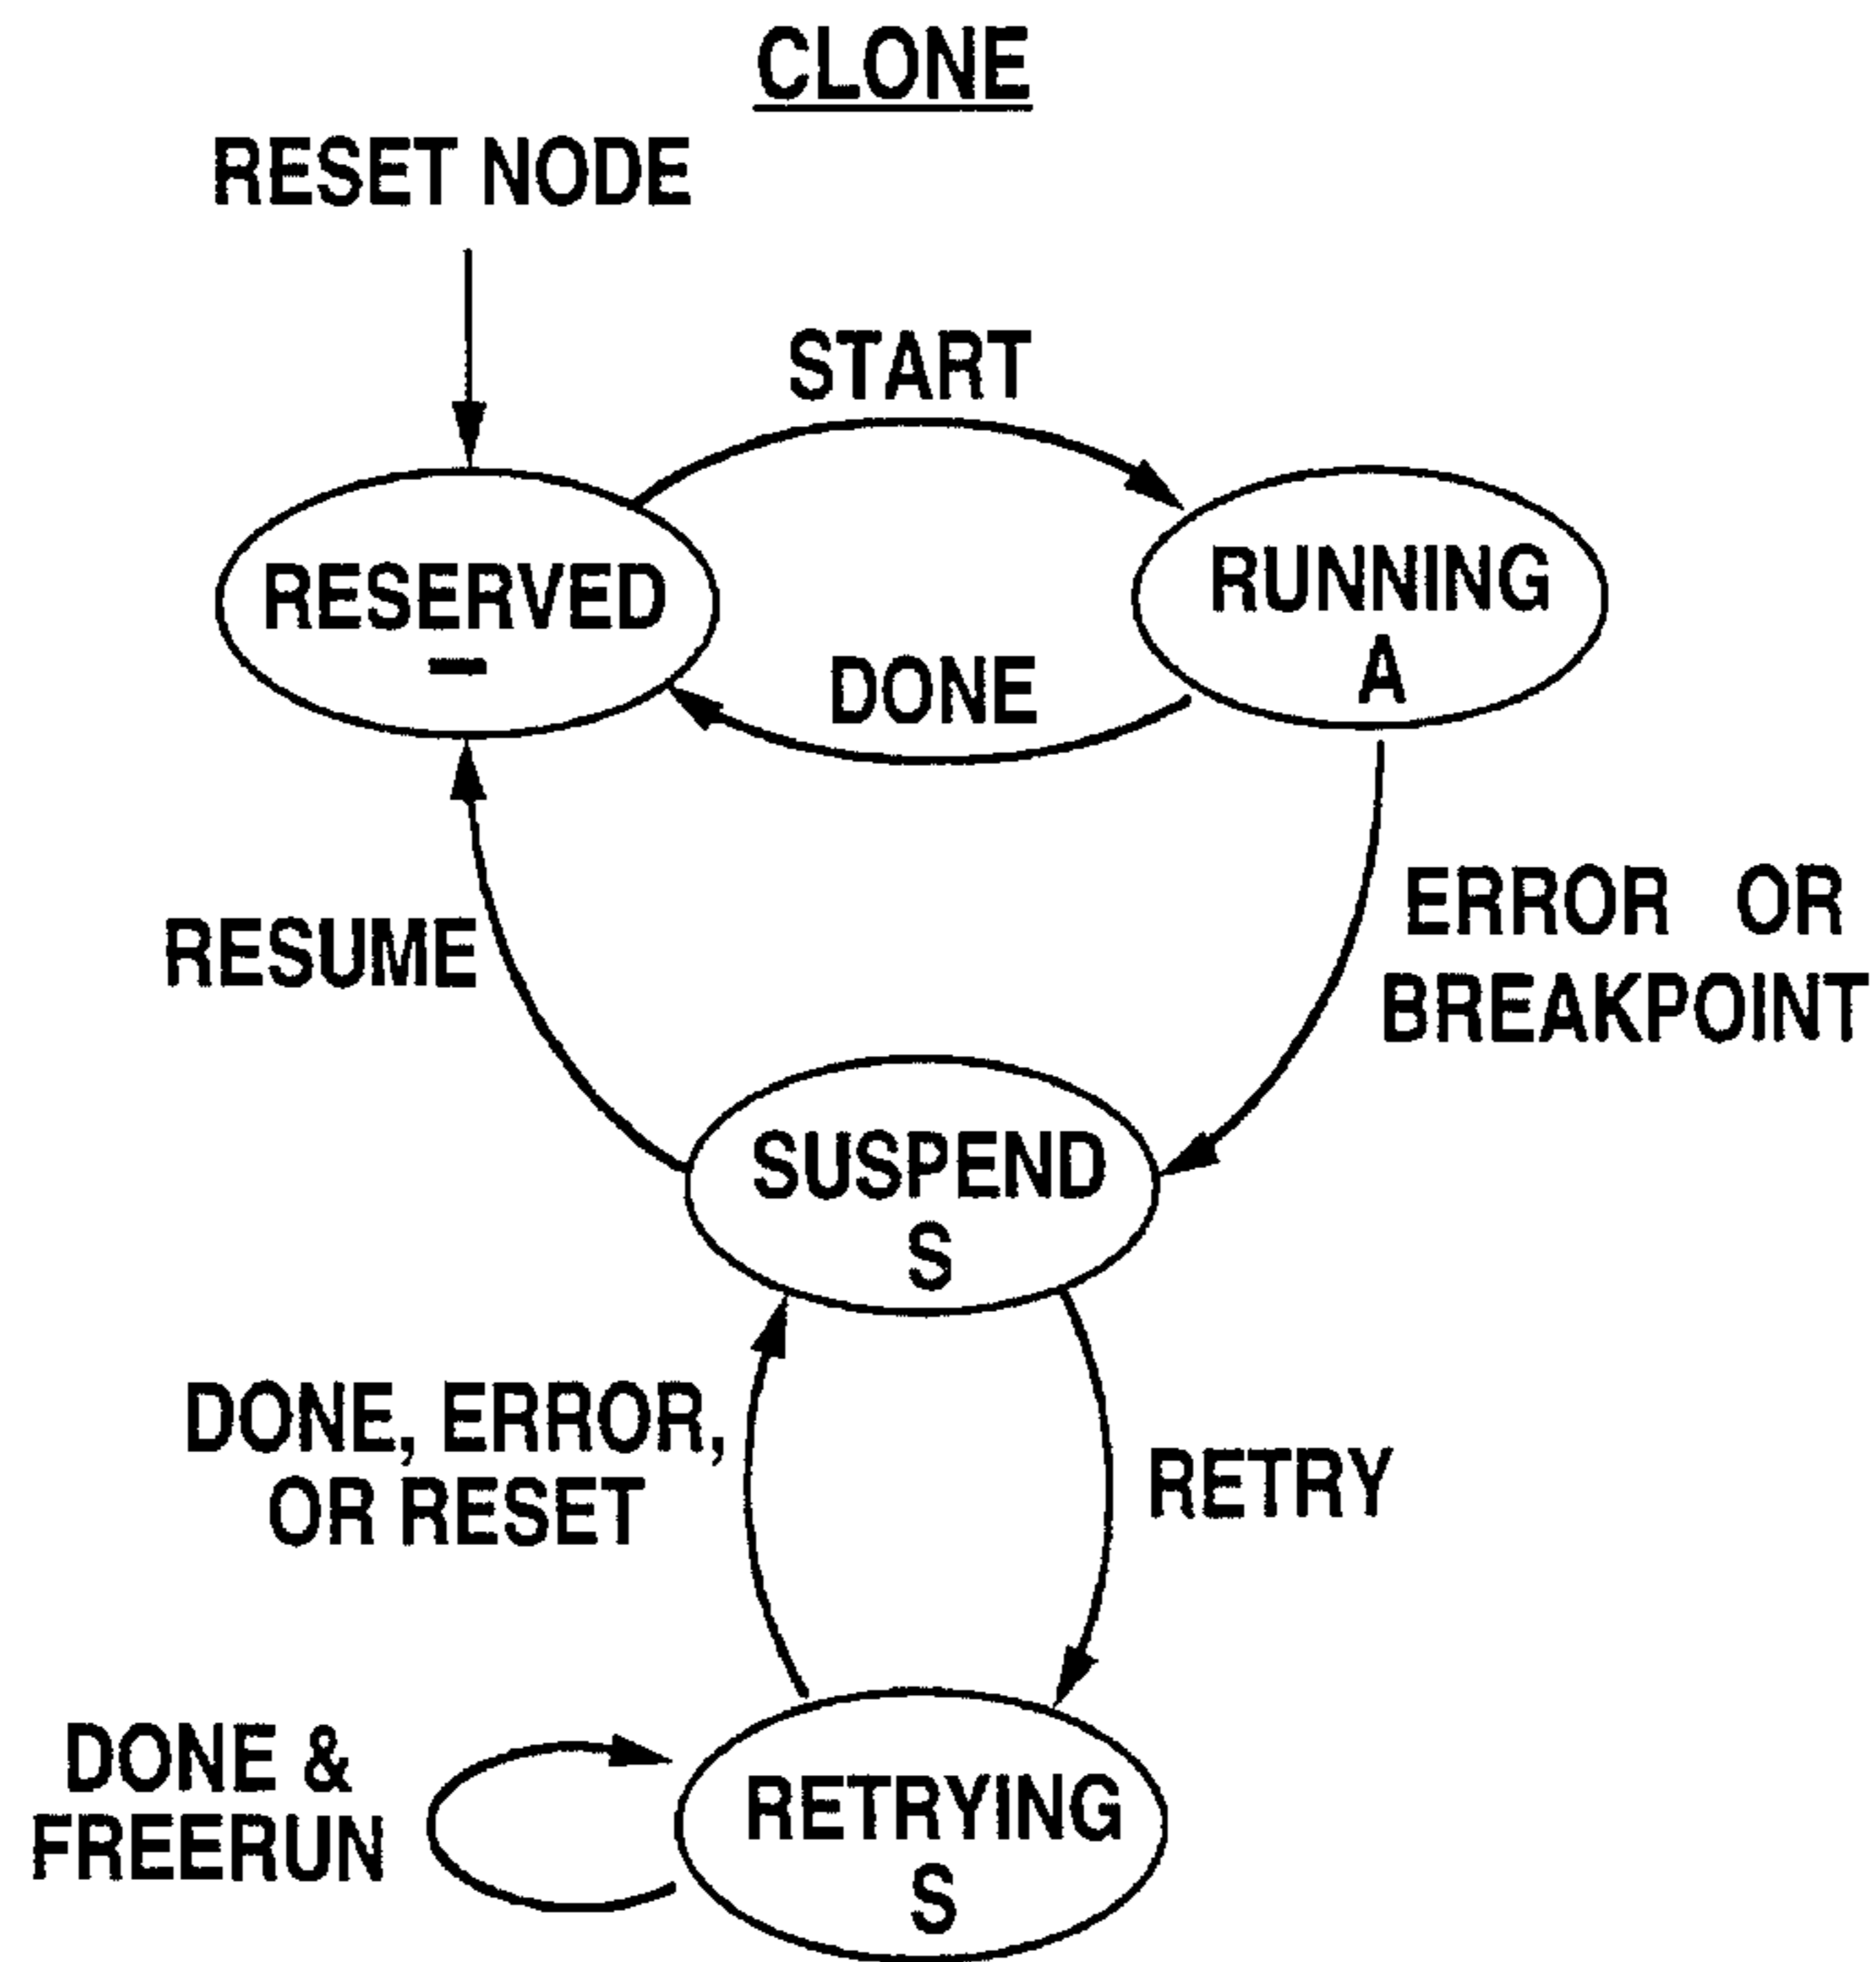 CLONE
RESET NODE
START
RESERVED
–
RUNNING
A
DONE
ERROR OR
BREAKPOINT
RESUME
SUSPEND
S
DONE, ERROR,
OR RESET
RETRY
DONE &
FREERUN
RETRYING
S